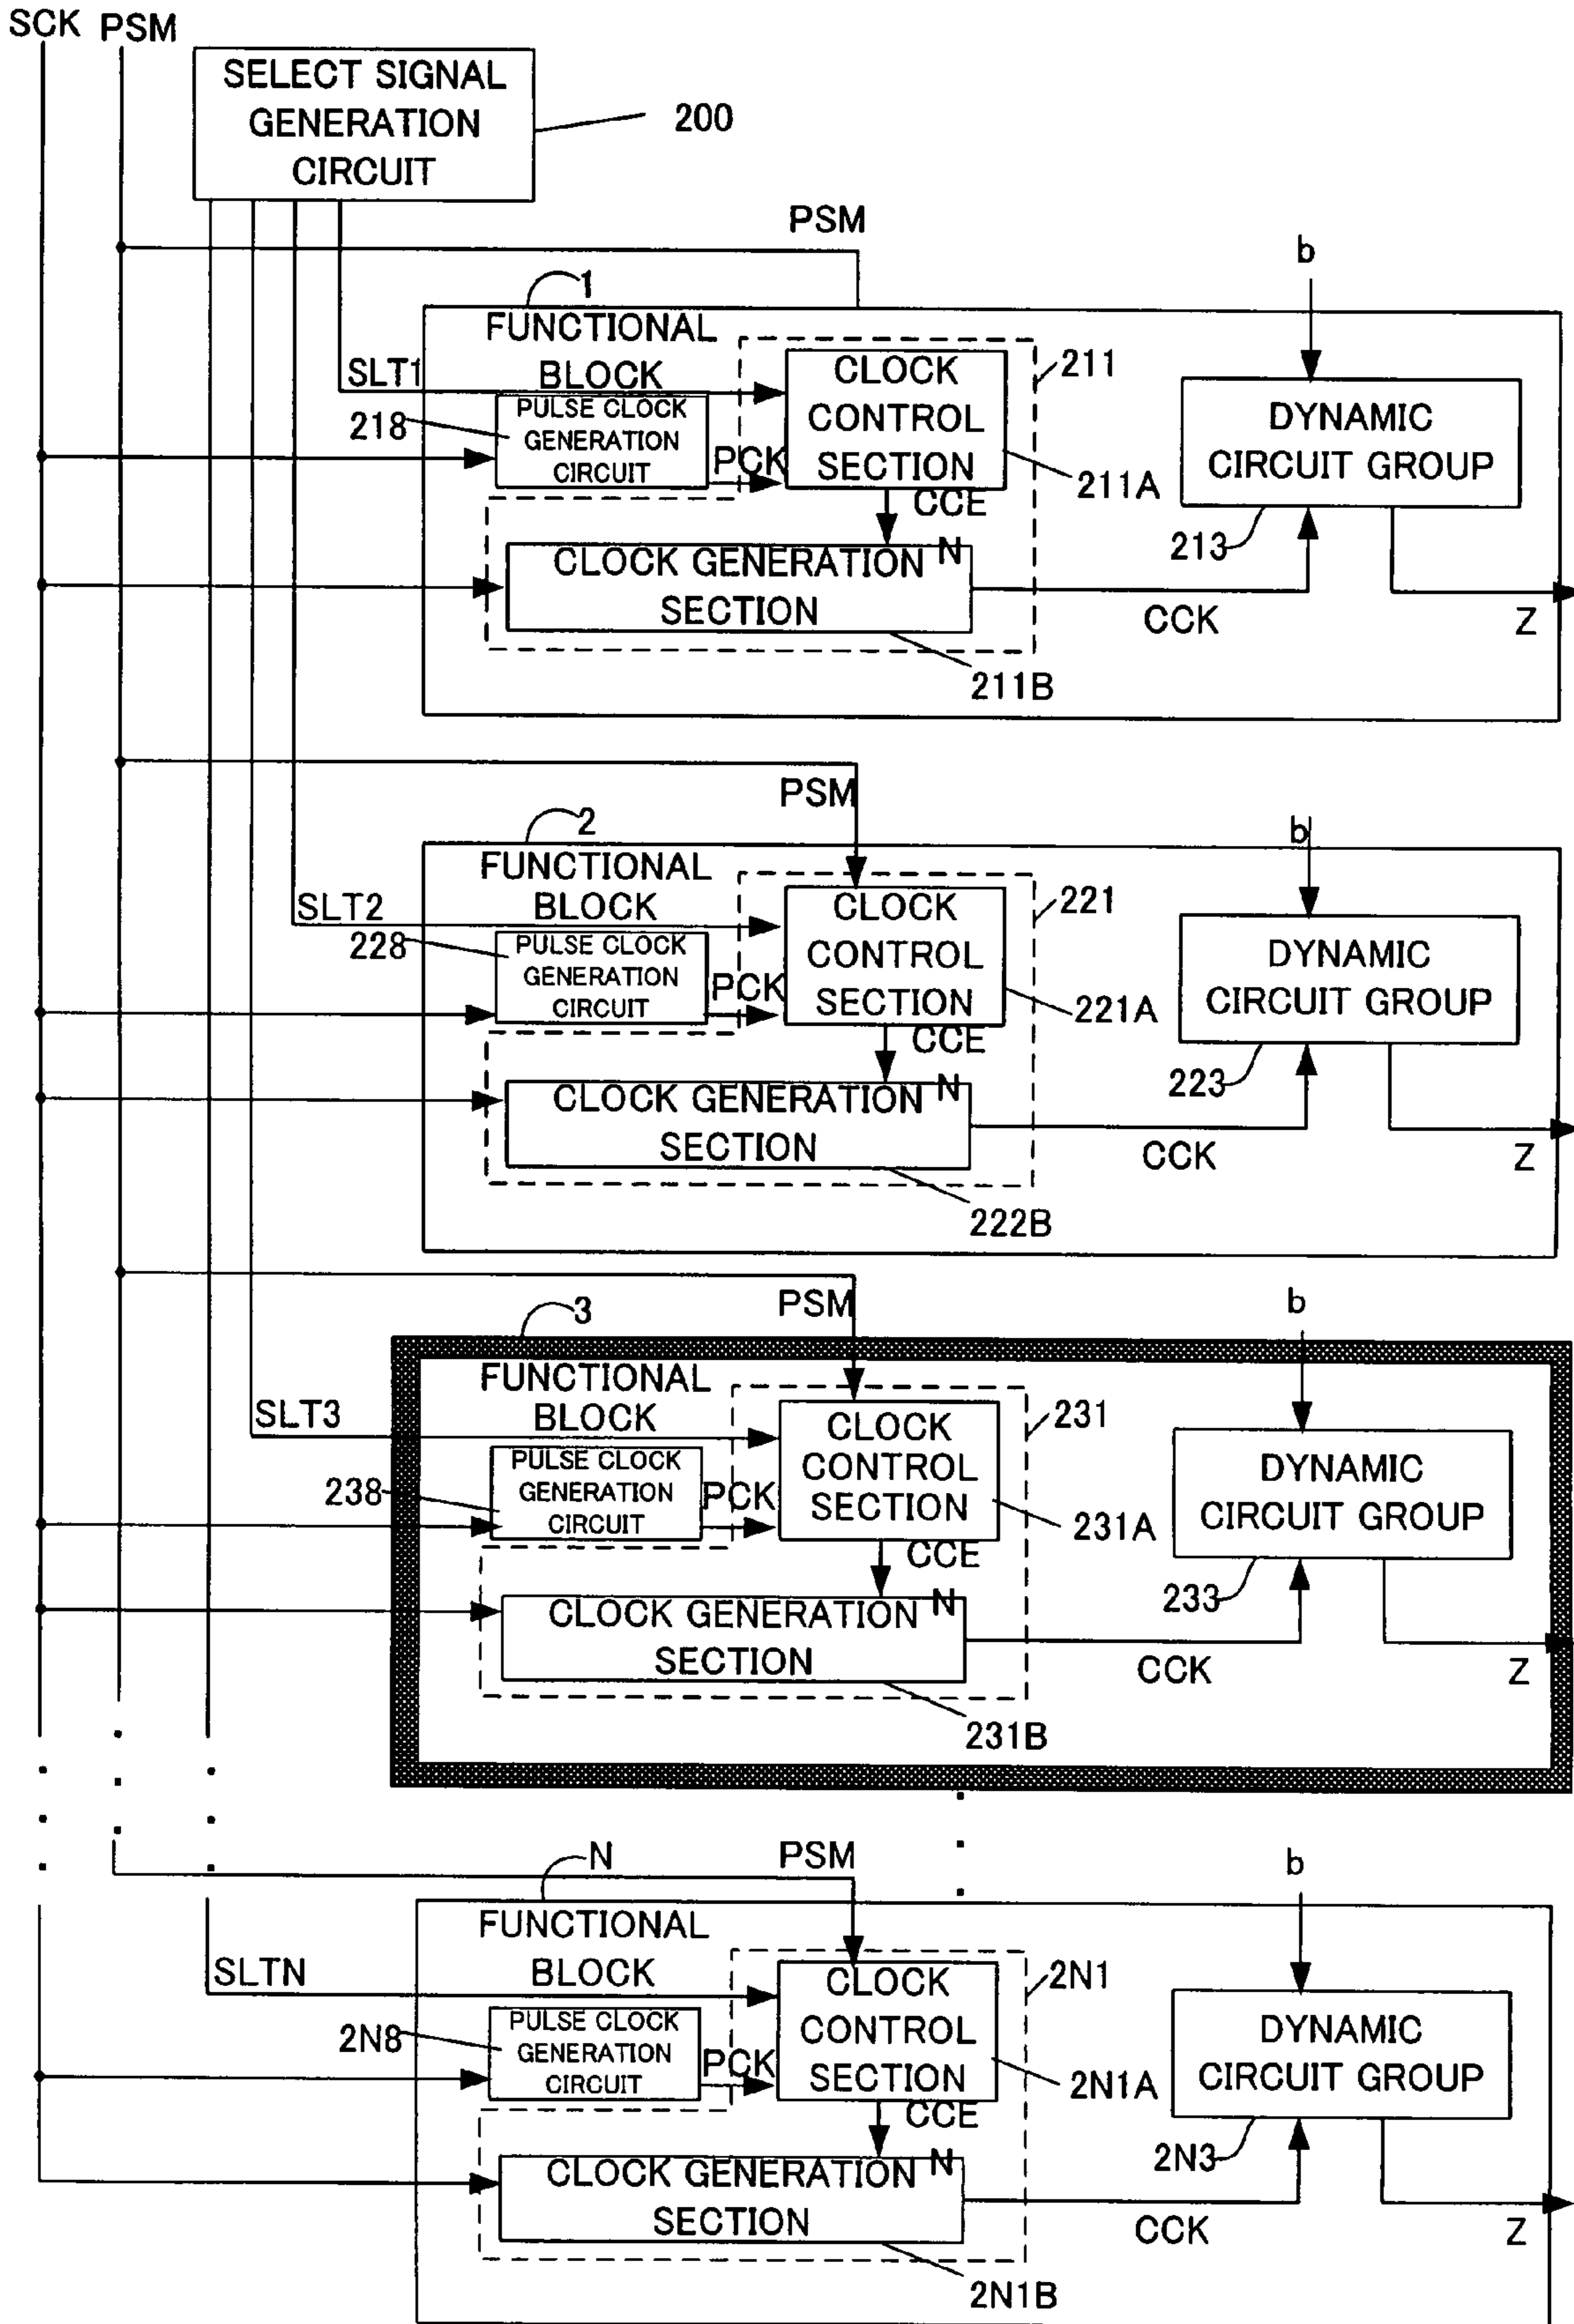 SCK PSM
SELECT SIGNAL
GENERATION
CIRCUIT
200
PSM
b
1
FUNCTIONAL
BLOCK
SLT1
CLOCK
CONTROL
SECTION
211
PULSE CLOCK
GENERATION
CIRCUIT
218
PCK
211A
DYNAMIC
CIRCUIT GROUP
213
CCE
N
CLOCK GENERATION
SECTION
CCK
Z
211B
PSM
b
2
FUNCTIONAL
BLOCK
SLT2
CLOCK
CONTROL
SECTION
221
PULSE CLOCK
GENERATION
CIRCUIT
228
PCK
221A
DYNAMIC
CIRCUIT GROUP
223
CCE
N
CLOCK GENERATION
SECTION
CCK
Z
222B
PSM
b
3
FUNCTIONAL
BLOCK
SLT3
CLOCK
CONTROL
SECTION
231
PULSE CLOCK
GENERATION
CIRCUIT
238
PCK
231A
DYNAMIC
CIRCUIT GROUP
233
CCE
N
CLOCK GENERATION
SECTION
CCK
Z
231B
PSM
b
N
FUNCTIONAL
BLOCK
SLTN
CLOCK
CONTROL
SECTION
2N1
PULSE CLOCK
GENERATION
CIRCUIT
2N8
PCK
2N1A
DYNAMIC
CIRCUIT GROUP
2N3
CCE
N
CLOCK GENERATION
SECTION
CCK
Z
2N1B